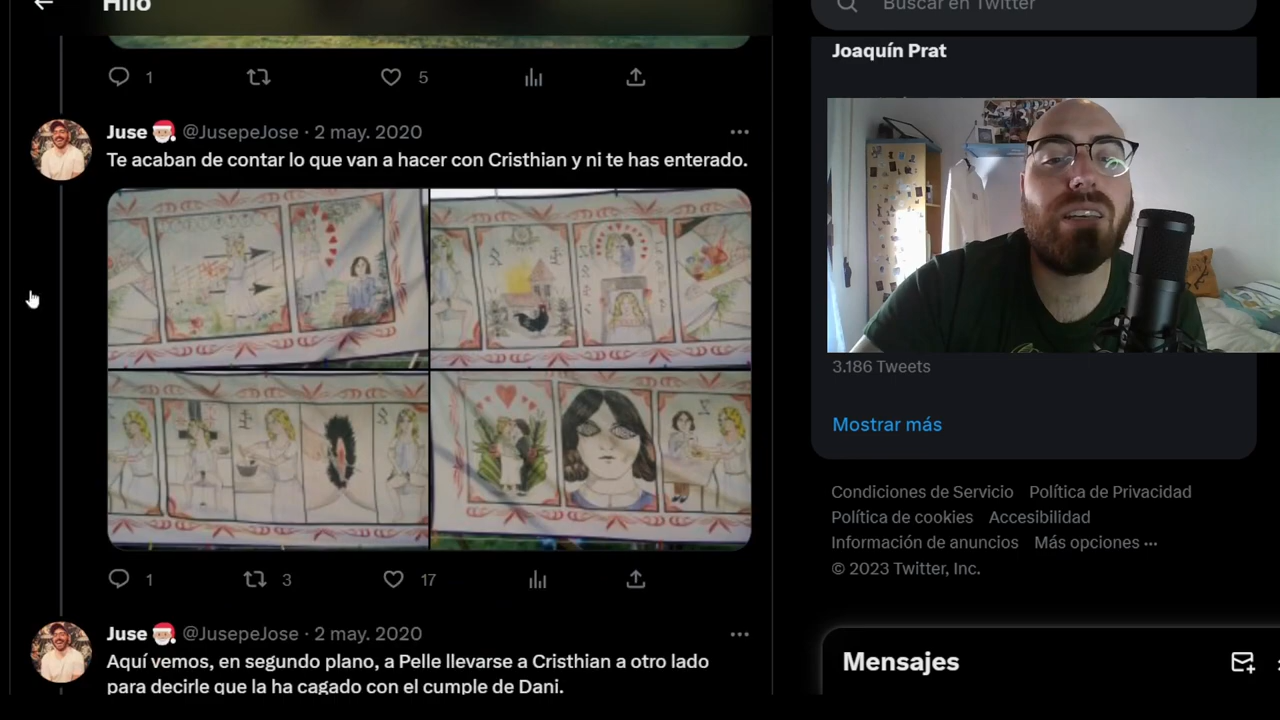 Hilo
Buscar en Twitter
Joaquín Prat
1
5
Juse @JusepeJose · 2 may. 2020
Te acaban de contar lo que van a hacer con Cristhian y ni te has enterado.
3.186 Tweets
Mostrar más
Condiciones de Servicio Política de Privacidad
Política de cookies Accesibilidad
Información de anuncios Más opciones ···
© 2023 Twitter, Inc.
1
3
17
Juse @JusepeJose · 2 may. 2020
Aquí vemos, en segundo plano, a Pelle llevarse a Cristhian a otro lado
para decirle que la ha cagado con el cumple de Dani.
Mensajes